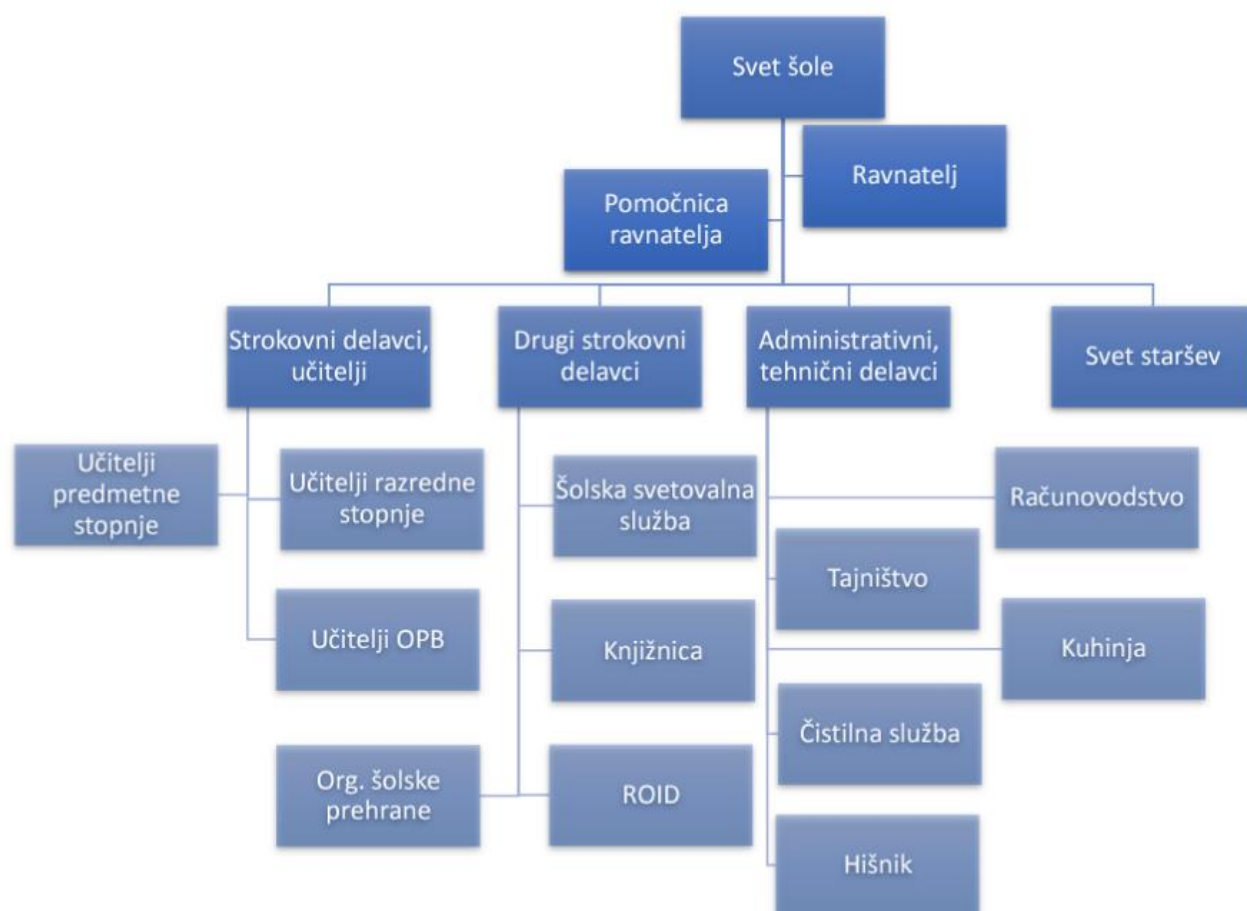 Svet šole
Ravnatelj
Pomočnica
ravnatelja
Strokovni delavci,
učitelji
Drugi strokovni
delavci
Administrativni,
tehnični delavci
Svet staršev
Učitelji
predmetne
stopnje
Učitelji razredne
stopnje
Šolska svetovalna
služba
Računovodstvo
Tajništvo
Učitelji OPB
Knjižnica
Kuhinja
Čistilna služba
Org. šolske
prehrane
ROID
Hišnik